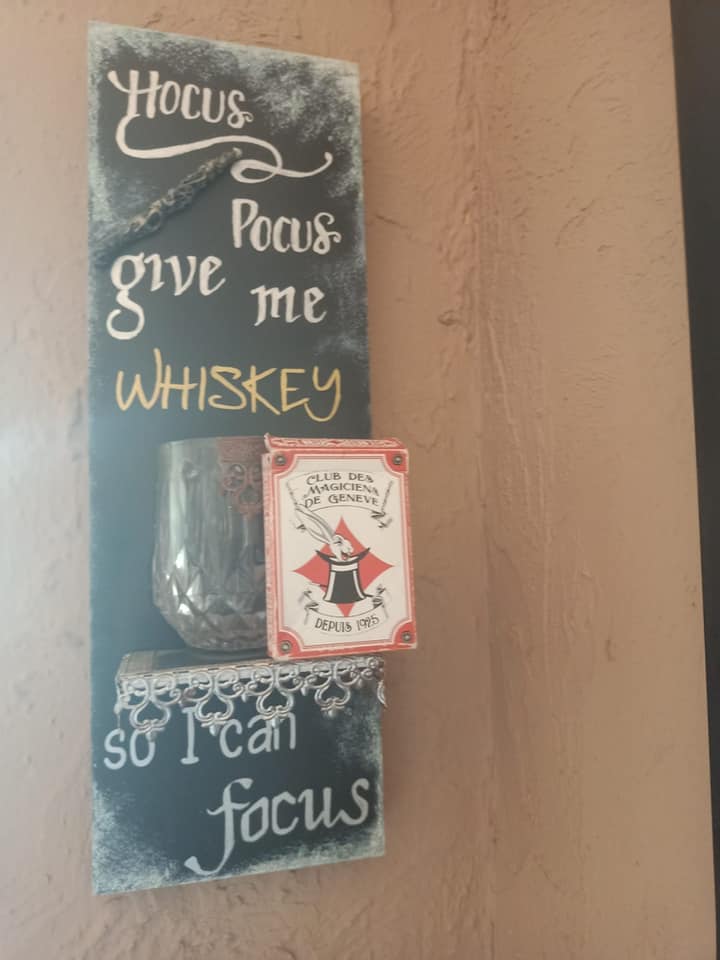 Hocus
Pocus
give me
WHISKEY
CLUB DES
MAGICIENS
DE GENEVE
DEPUIS 1925
so I can
focus